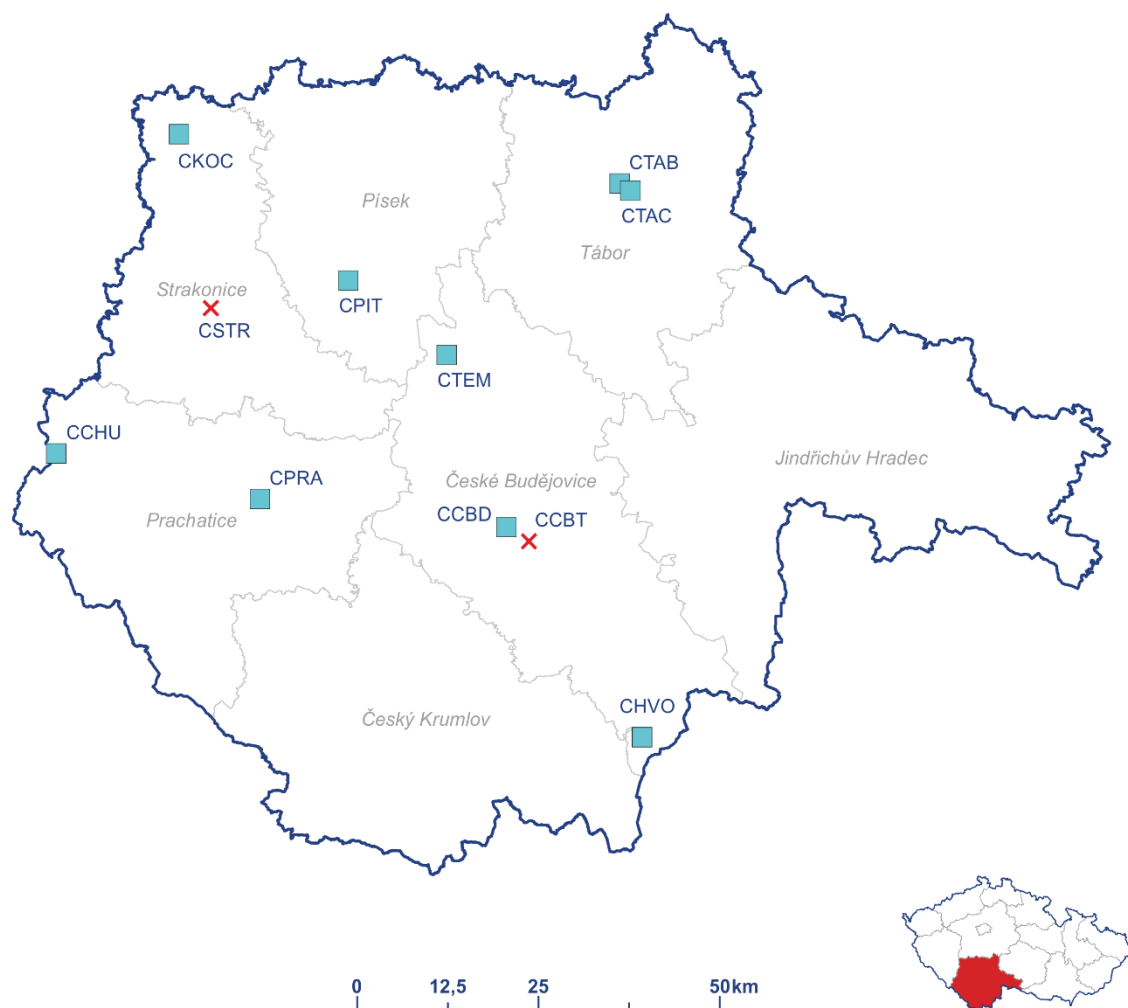 CKOC
CTAB
CTAC
Písek
Tábor
Strakonice
CPIT
CSTR
CTEM
CCHU
CPRA
Jindřichův Hradec
České Budějovice
Prachatice
CCBD
CCBT
CHVO
Český Krumlov
0 12,5 25 50km